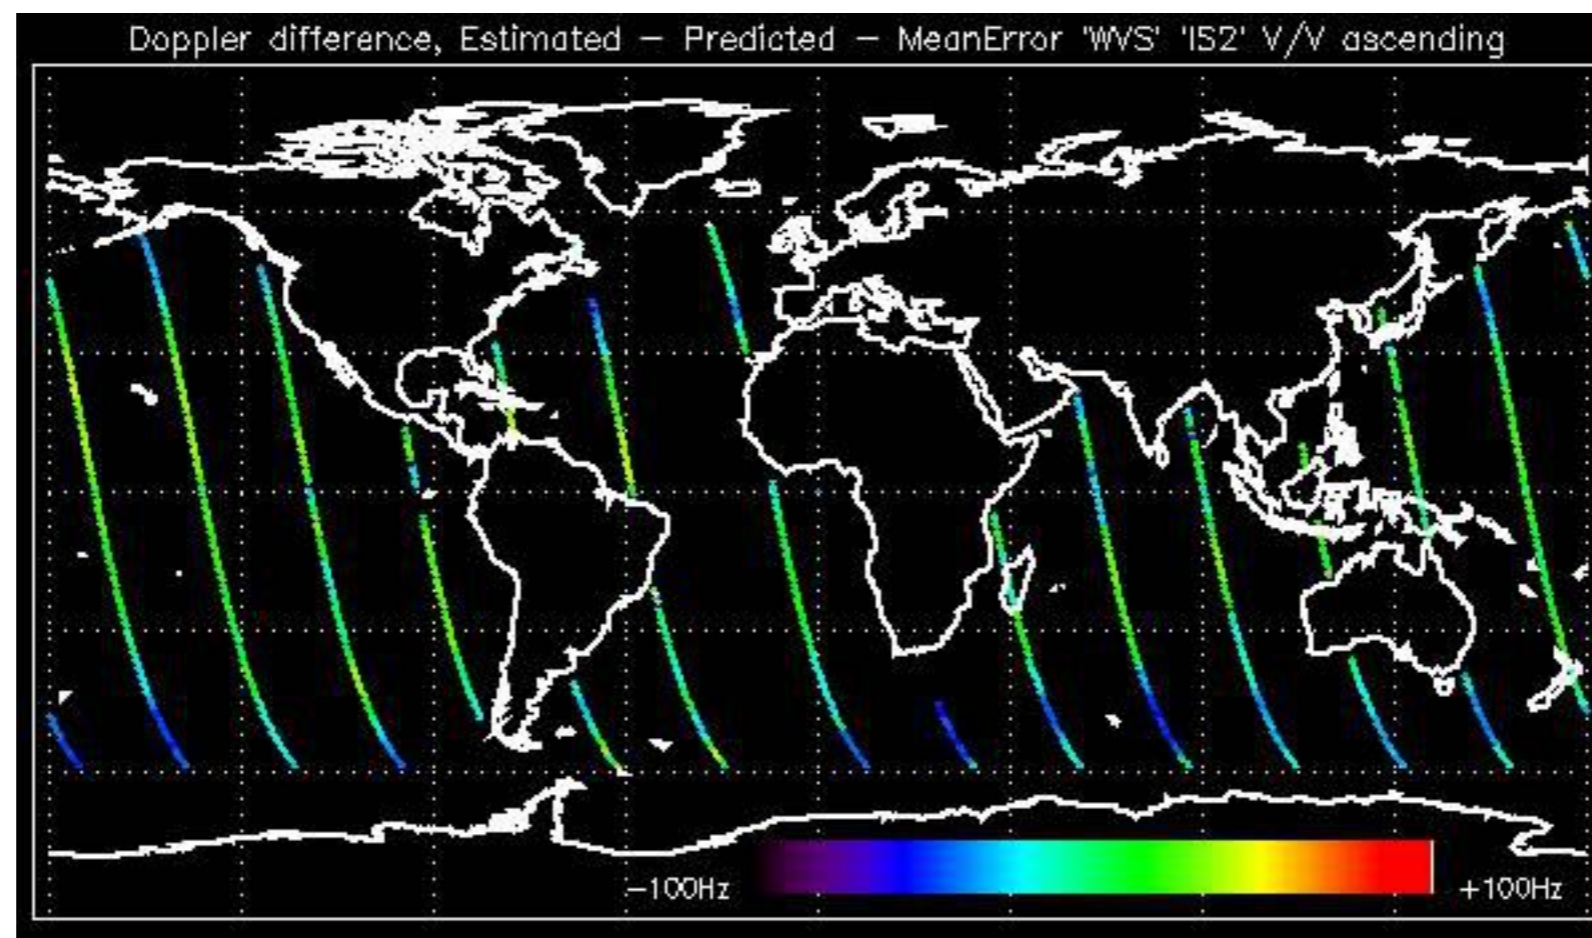 Doppler difference, Estimated − Predicted − MeanError 'WVS' 'IS2' V/V ascending
−100Hz +100Hz